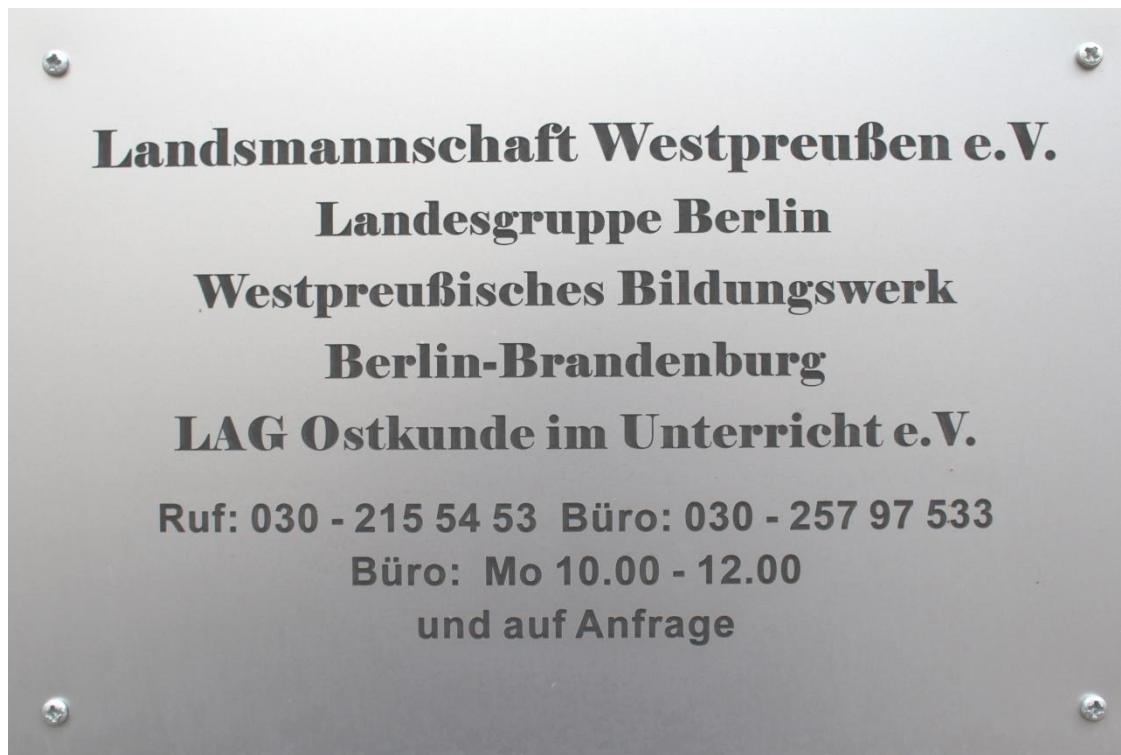 Landsmannschaft Westpreußen e.V.
Landesgruppe Berlin
Westpreußisches Bildungswerk
Berlin-Brandenburg
LAG Ostkunde im Unterricht e.V.
Ruf: 030 - 215 54 53 Büro: 030 - 257 97 533
Büro: Mo 10.00 - 12.00
und auf Anfrage